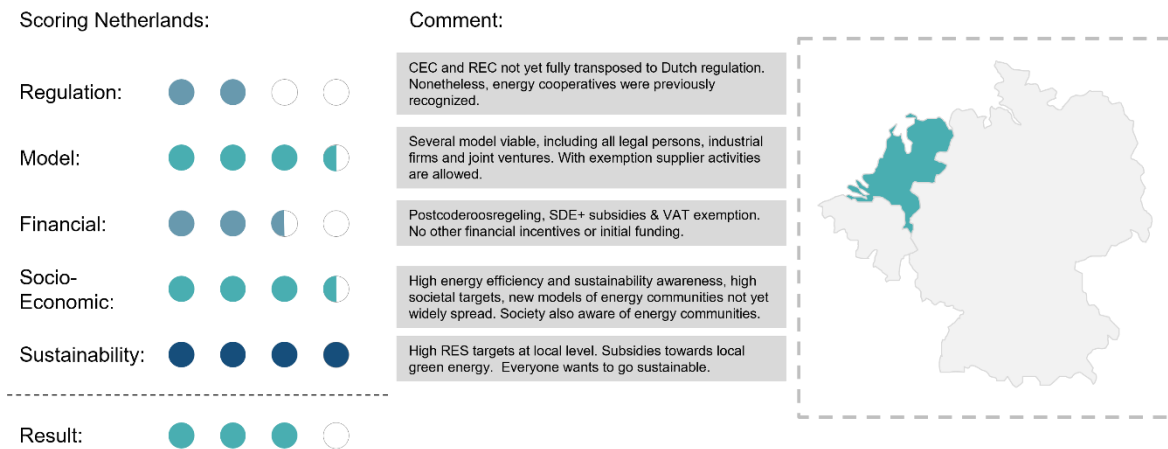 Scoring Netherlands:
Comment:
Regulation:
CEC and REC not yet fully transposed to Dutch regulation.
Nonetheless, energy cooperatives were previously
recognized.
Model:
Several model viable, including all legal persons, industrial
firms and joint ventures. With exemption supplier activities
are allowed.
Financial:
Postcoderoosregeling, SDE+ subsidies & VAT exemption.
No other financial incentives or initial funding.
Socio-
Economic:
High energy efficiency and sustainability awareness, high
societal targets, new models of energy communities not yet
widely spread. Society also aware of energy communities.
Sustainability:
High RES targets at local level. Subsidies towards local
green energy.  Everyone wants to go sustainable.
Result: